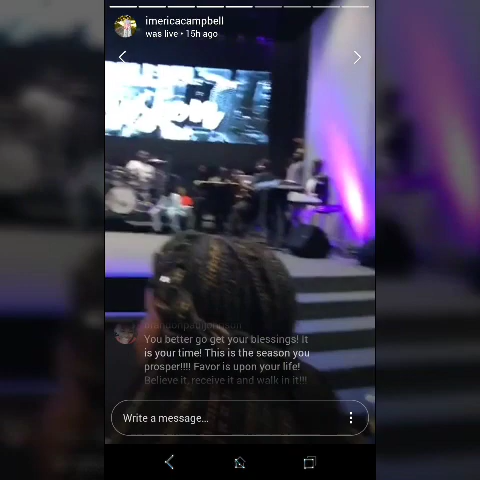 imericacampbell
was live • 15h ago
You better go get your blessings! It
is your time! This is the season you
prosper!!!! Favor is upon your life!
Believe it, receive it and walk in it!!!
Write a message...